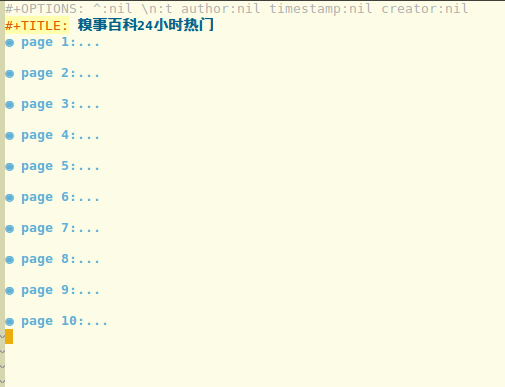 #+OPTIONS: ^:nil \n:t author:nil timestamp:nil creator:nil
#+TITLE: 糗事百科24小时热门
◉ page 1:...
◉ page 2:...
◉ page 3:...
◉ page 4:...
◉ page 5:...
◉ page 6:...
◉ page 7:...
◉ page 8:...
◉ page 9:...
◉ page 10:...